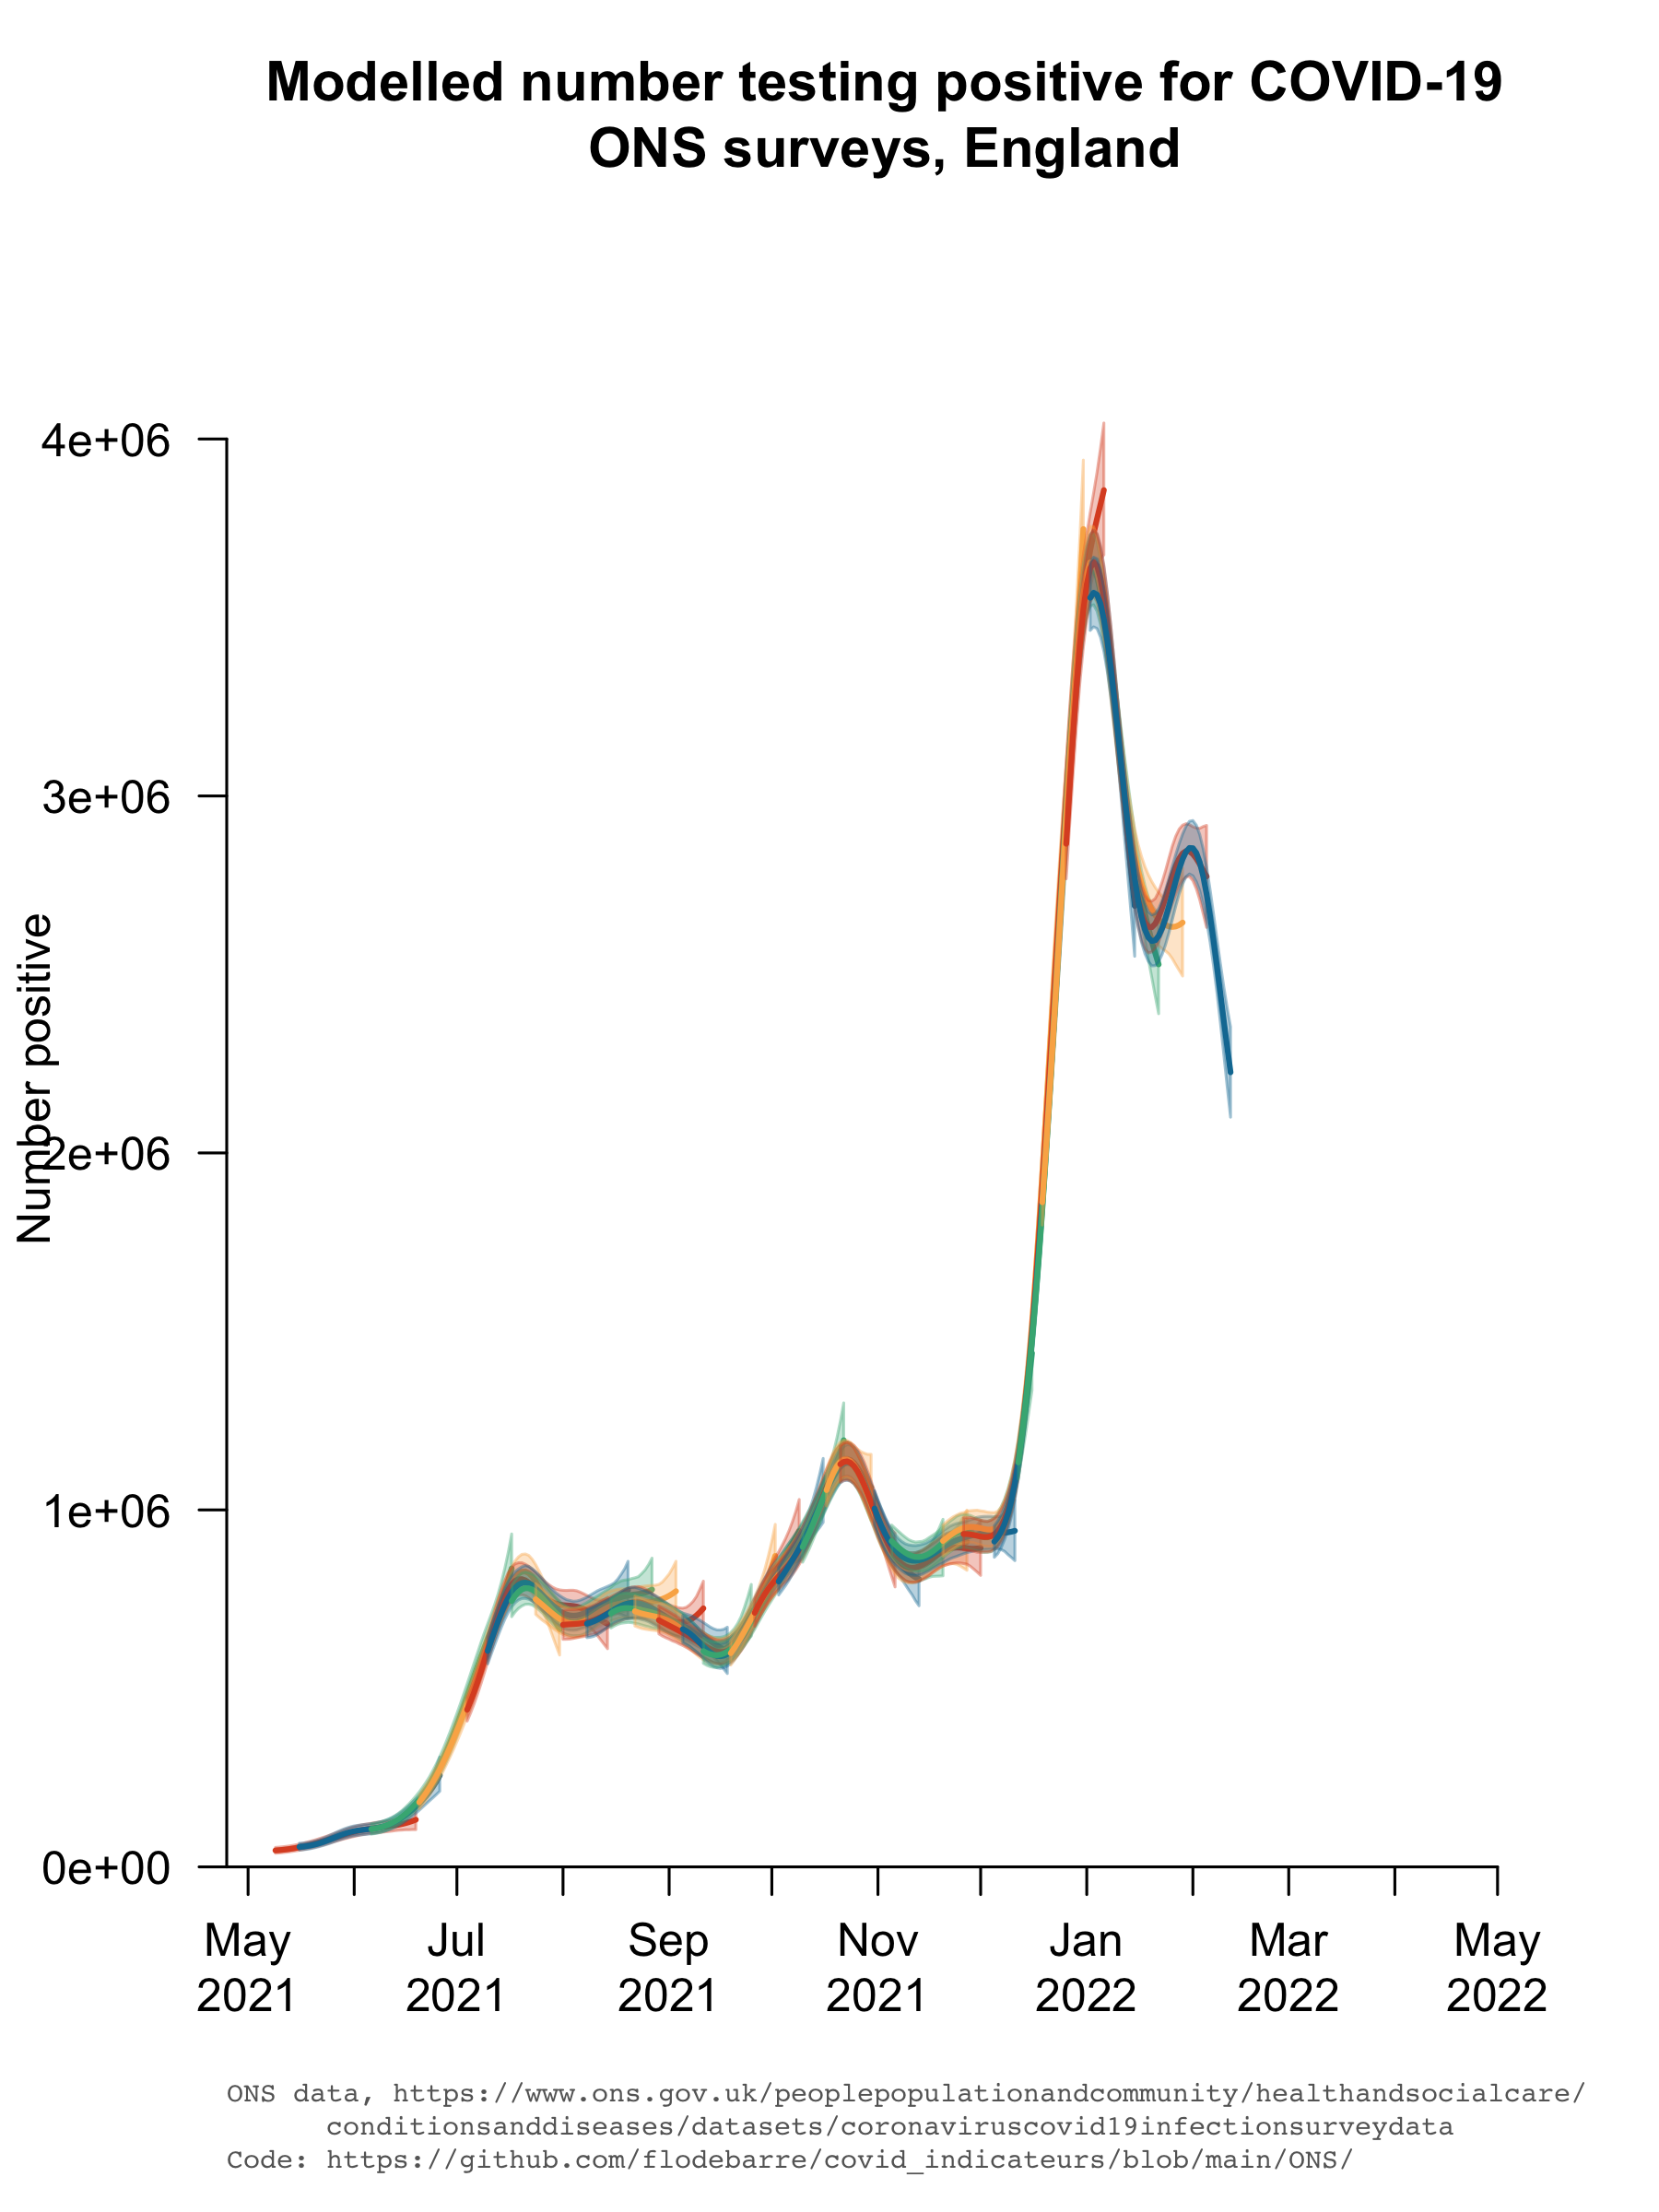 Modelled number testing positive for COVID-19
ONS surveys, England
4e+06
3e+06
2e+06
1e+06
0e+00
Number positive
May Jul Sep Nov Jan Mar May
2021 2021 2021 2021 2022 2022 2022
ONS data, https://www.ons.gov.uk/peoplepopulationandcommunity/healthandsocialcare/
conditionsanddiseases/datasets/coronaviruscovid19infectionsurveydata
Code: https://github.com/flodebarre/covid_indicateurs/blob/main/ONS/